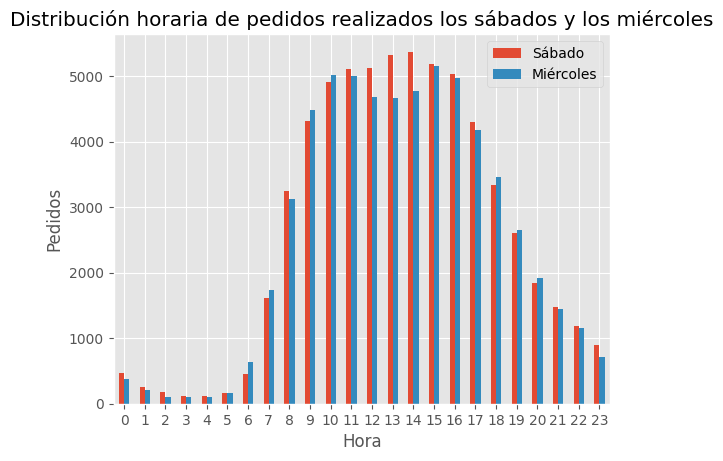 Distribución horaria de pedidos realizados los sábados y los miércoles
Sábado
Miércoles
5000
4000
3000
2000
1000
0
Pedidos
0 1 2 3 4 5 6 7 8 9 10 11 12 13 14 15 16 17 18 19 20 21 22 23
Hora